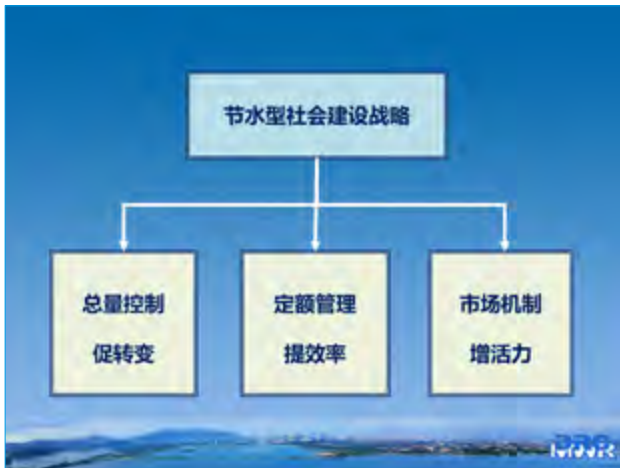 节水型社会建设战略
总量控制
促转变
定额管理
提效率
市场机制
增活力